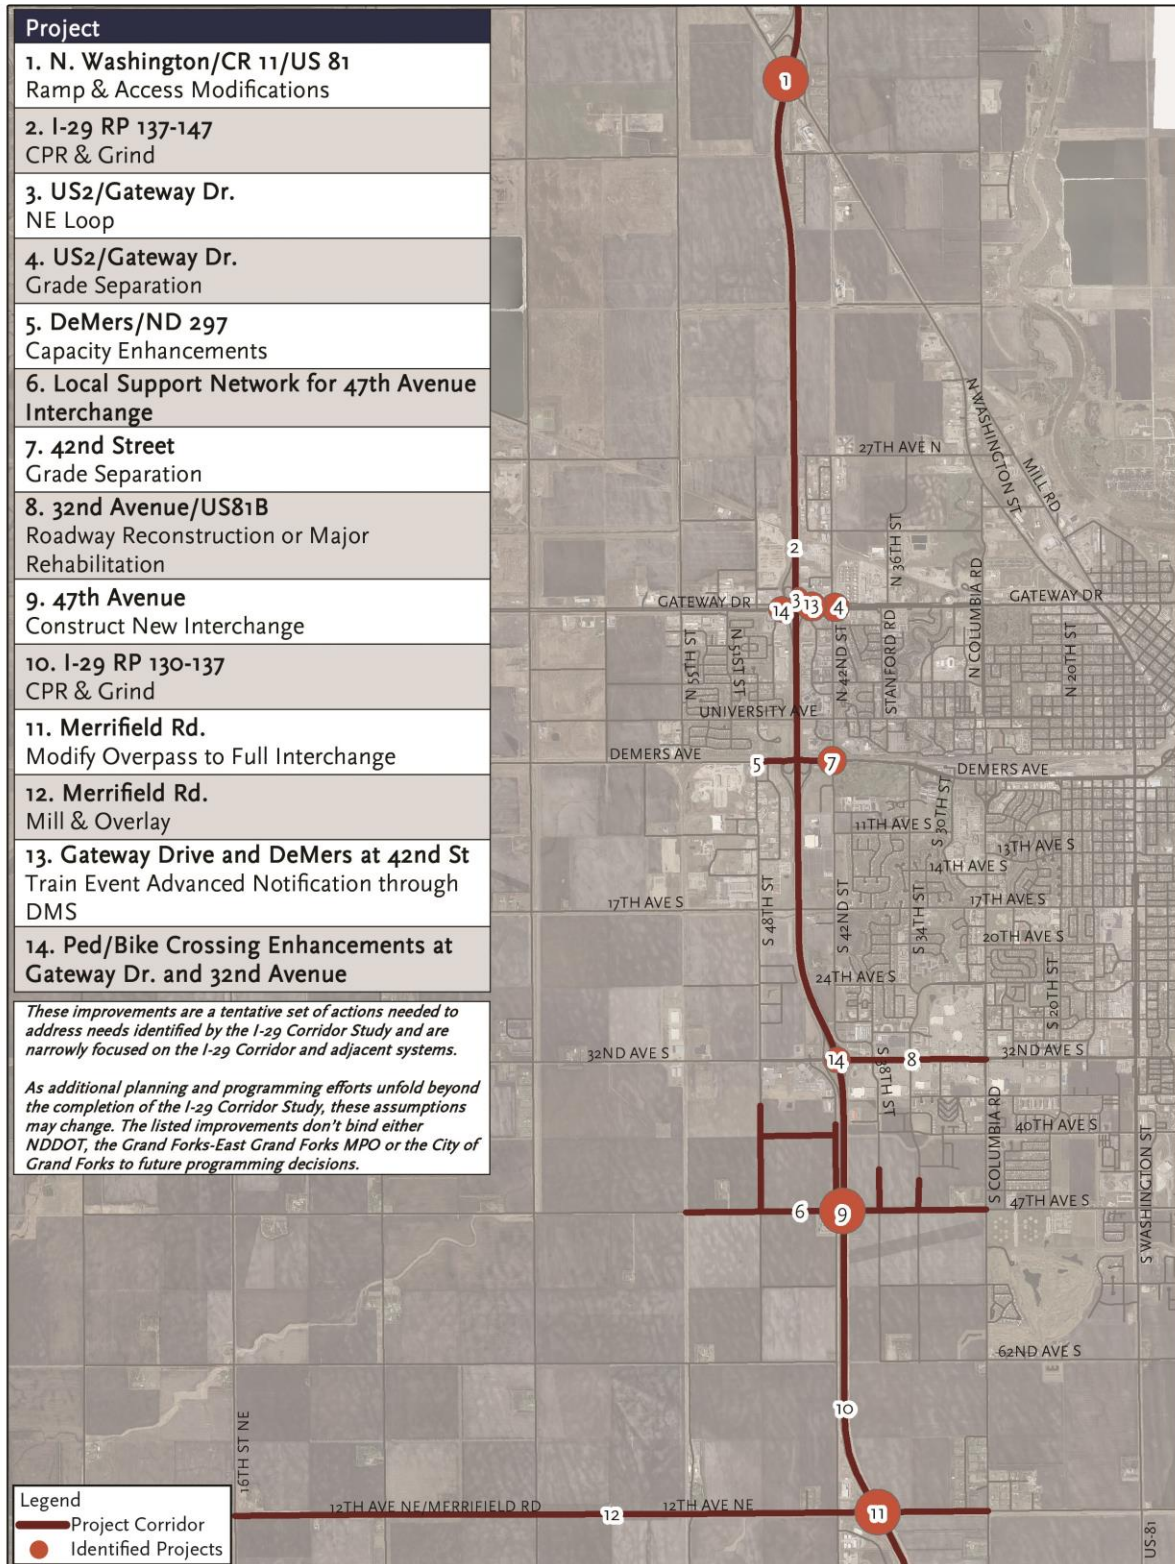 Project
1. N. Washington/CR 11/US 81
Ramp & Access Modifications
2. I-29 RP 137-147
CPR & Grind
3. US2/Gateway Dr.
NE Loop
4. US2/Gateway Dr.
Grade Separation
5. DeMers/ND 297
Capacity Enhancements
6. Local Support Network for 47th Avenue
Interchange
7. 42nd Street
Grade Separation
8. 32nd Avenue/US81B
Roadway Reconstruction or Major
Rehabilitation
9. 47th Avenue
Construct New Interchange
10. I-29 RP 130-137
CPR & Grind
11. Merrifield Rd.
Modify Overpass to Full Interchange
12. Merrifield Rd.
Mill & Overlay
13. Gateway Drive and DeMers at 42nd St
Train Event Advanced Notification through
DMS
14. Ped/Bike Crossing Enhancements at
Gateway Dr. and 32nd Avenue
These improvements are a tentative set of actions needed to
address needs identified by the I-29 Corridor Study and are
narrowly focused on the I-29 Corridor and adjacent systems.
As additional planning and programming efforts unfold beyond
the completion of the I-29 Corridor Study, these assumptions
may change. The listed improvements don't bind either
NDDOT, the Grand Forks-East Grand Forks MPO or the City of
Grand Forks to future programming decisions.
Legend
Project Corridor
Identified Projects
1
27TH AVE N
N WASHINGTON ST
MILL RD
2
N 36TH ST
N COLUMBIA RD
GATEWAY DR
14
3
13
4
GATEWAY DR
N 55TH ST
N 51ST ST
N 42ND ST
STANFORD RD
N 20TH ST
UNIVERSITY AVE
DEMERS AVE
5
7
DEMERS AVE
11TH AVE S
S 30TH ST
13TH AVE S
14TH AVE S
17TH AVE S
S 48TH ST
S 42ND ST
S 34TH ST
17TH AVE S
20TH AVE S
24TH AVE S
S 20TH ST
32ND AVE S
14
S 38TH ST
8
32ND AVE S
40TH AVE S
S COLUMBIA RD
S WASHINGTON ST
6
9
47TH AVE S
62ND AVE S
10
16TH ST NE
12TH AVE NE/MERRIFIELD RD
12
12TH AVE NE
11
US-81